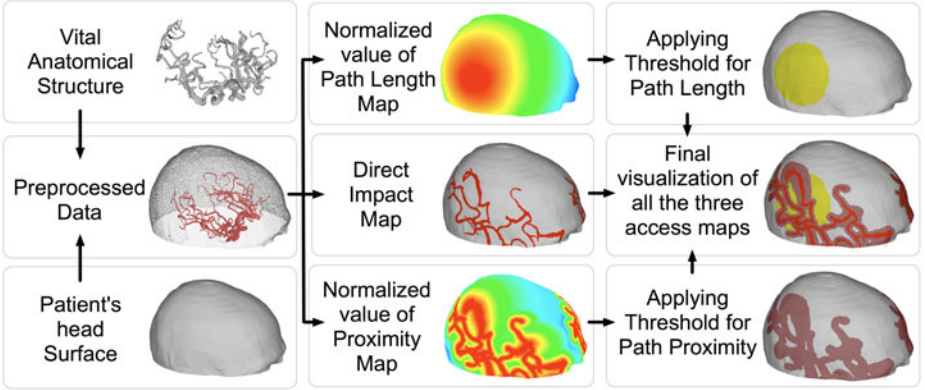 Vital
Anatomical
Structure
Preprocessed
Data
Patient's
head
Surface
Normalized
value of
Path Length
Map
Direct
Impact
Map
Normalized
value of
Proximity
Map
Applying
Threshold for
Path Length
Final
visualization of
all the three
access maps
Applying
Threshold for
Path Proximity